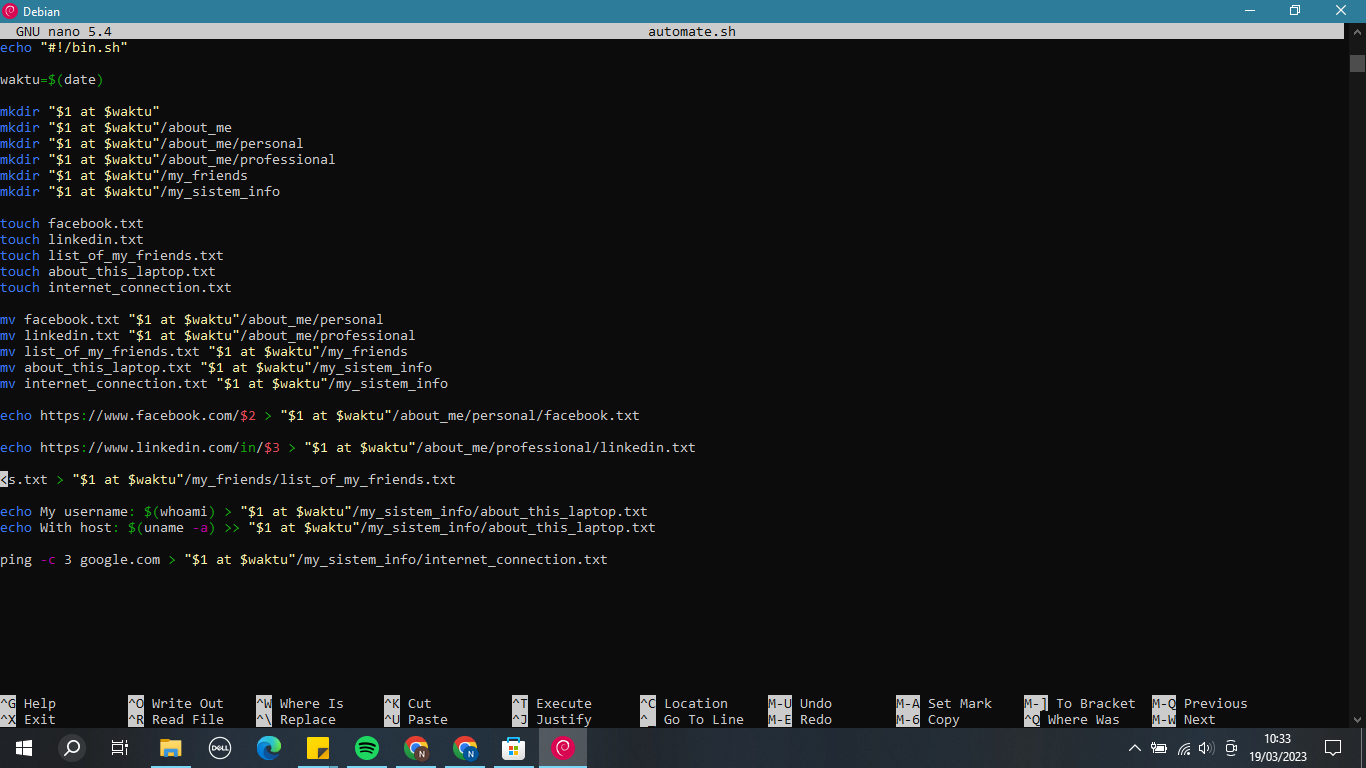 Debian
GNU nano 5.4 automate.sh
echo "#!/bin.sh"
waktu=$(date)
mkdir "$1 at $waktu"
mkdir "$1 at $waktu"/about_me
mkdir "$1 at $waktu"/about_me/personal
mkdir "$1 at $waktu"/about_me/professional
mkdir "$1 at $waktu"/my_friends
mkdir "$1 at $waktu"/my_sistem_info
touch facebook.txt
touch linkedin.txt
touch list_of_my_friends.txt
touch about_this_laptop.txt
touch internet_connection.txt
mv facebook.txt "$1 at $waktu"/about_me/personal
mv linkedin.txt "$1 at $waktu"/about_me/professional
mv list_of_my_friends.txt "$1 at $waktu"/my_friends
mv about_this_laptop.txt "$1 at $waktu"/my_sistem_info
mv internet_connection.txt "$1 at $waktu"/my_sistem_info
echo https://www.facebook.com/$2 > "$1 at $waktu"/about_me/personal/facebook.txt
echo https://www.linkedin.com/in/$3 > "$1 at $waktu"/about_me/professional/linkedin.txt
<s.txt > "$1 at $waktu"/my_friends/list_of_my_friends.txt
echo My username: $(whoami) > "$1 at $waktu"/my_sistem_info/about_this_laptop.txt
echo With host: $(uname -a) >> "$1 at $waktu"/my_sistem_info/about_this_laptop.txt
ping -c 3 google.com > "$1 at $waktu"/my_sistem_info/internet_connection.txt
^G Help ^O Write Out ^W Where Is ^K Cut ^T Execute ^C Location M-U Undo M-A Set Mark M-] To Bracket M-Q Previous
^X Exit ^R Read File ^\ Replace ^U Paste ^J Justify ^_ Go To Line M-E Redo M-6 Copy ^Q Where Was M-W Next
DELL
N
N
10:33
19/03/2023